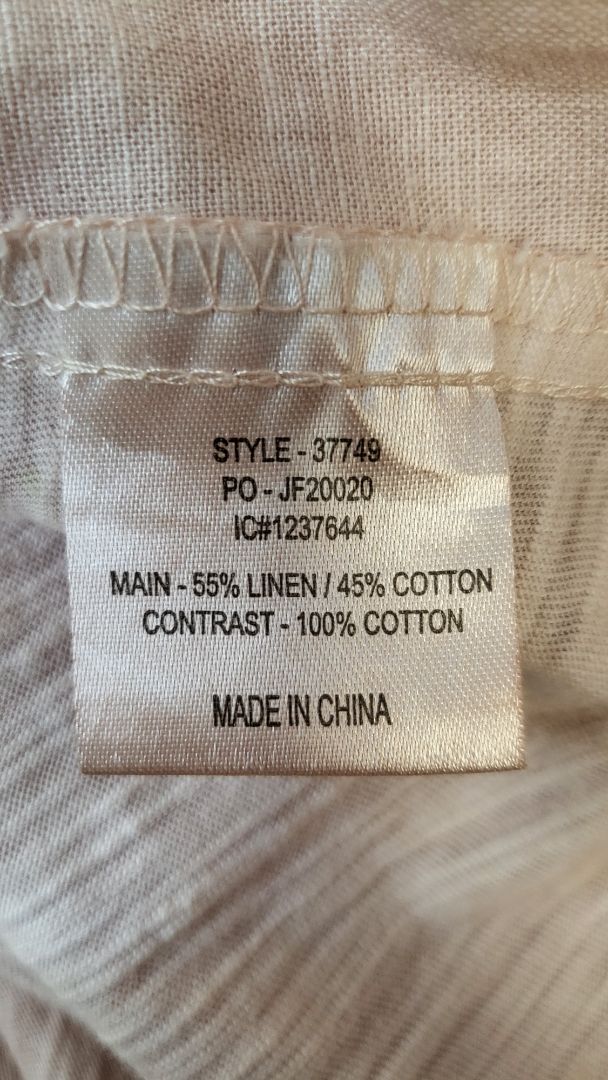 STYLE - 37749
PO - JF20020
IC#1237644
MAIN - 55% LINEN / 45% COTTON
CONTRAST - 100% COTTON
MADE IN CHINA